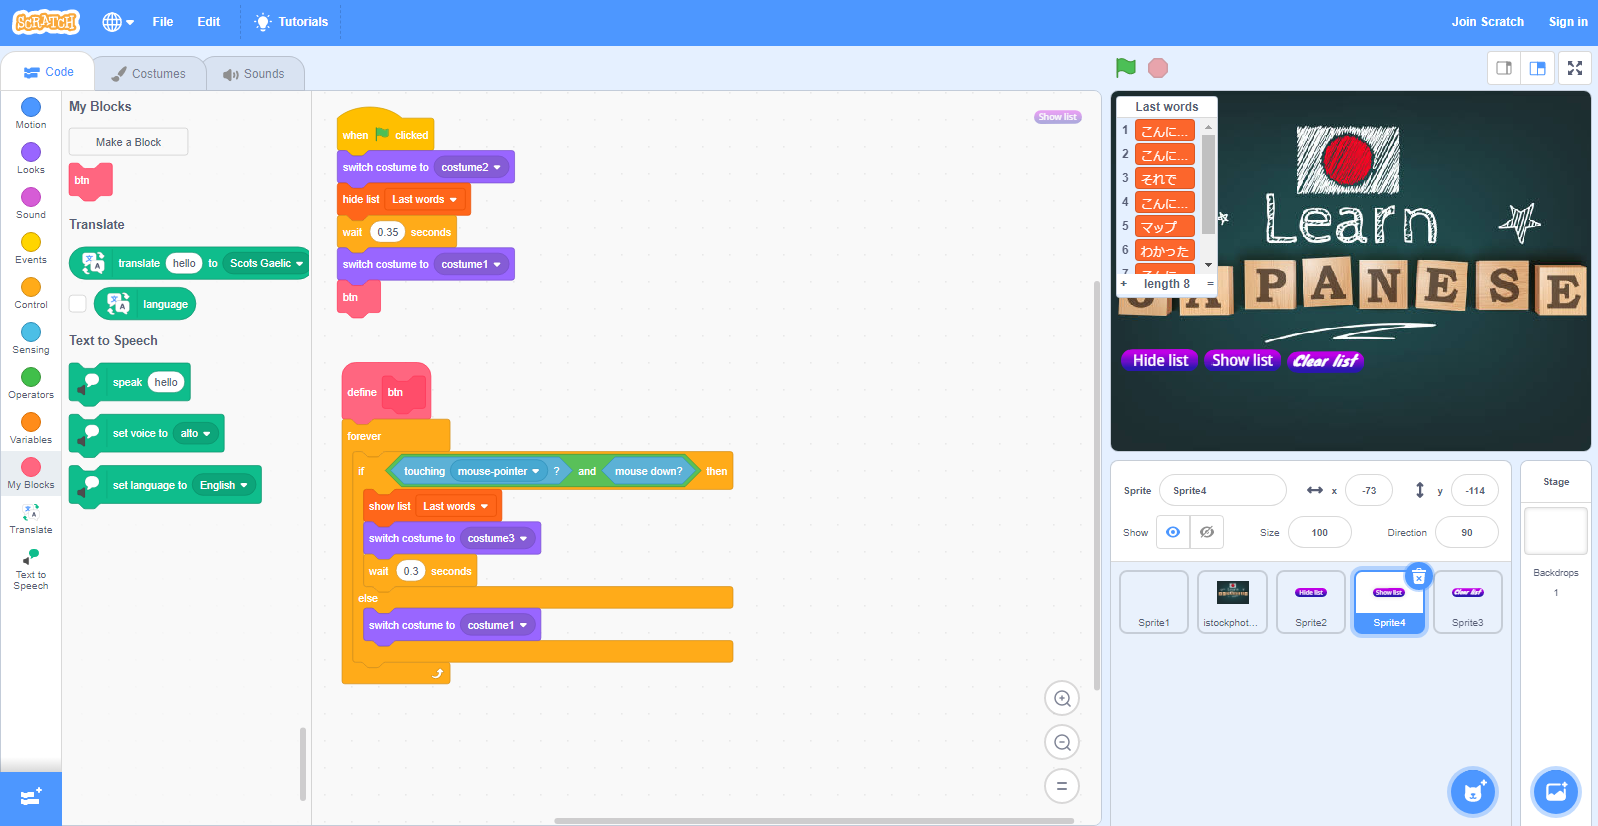 SCRATCH
File
Edit
Tutorials
Join Scratch
Sign in
Code
Costumes
Sounds
Motion
Looks
Sound
Events
Control
Sensing
Operators
Variables
My Blocks
Translate
Text to
Speech
My Blocks
Make a Block
btn
Translate
translate hello to Scots Gaelic
language
Text to Speech
speak hello
set voice to alto
set language to English
when clicked
switch costume to costume2
hide list Last words
wait 0.35 seconds
switch costume to costume1
btn
define btn
forever
if touching mouse-pointer ? and mouse down? then
show list Last words
switch costume to costume3
wait 0.3 seconds
else
switch costume to costume1
Show list
Last words
1 こんに...
2 こんに...
3 それで
4 こんに...
5 マップ
6 わかった
7
+ length 8 =
Learn
PANESE
Hide list
Show list
Clear list
Sprite Sprite4 x -73 y -114
Show Size 100 Direction 90
Sprite1
istockphot...
Hide list
Sprite2
Show list
Sprite4
Clear list
Sprite3
Stage
Backdrops
1